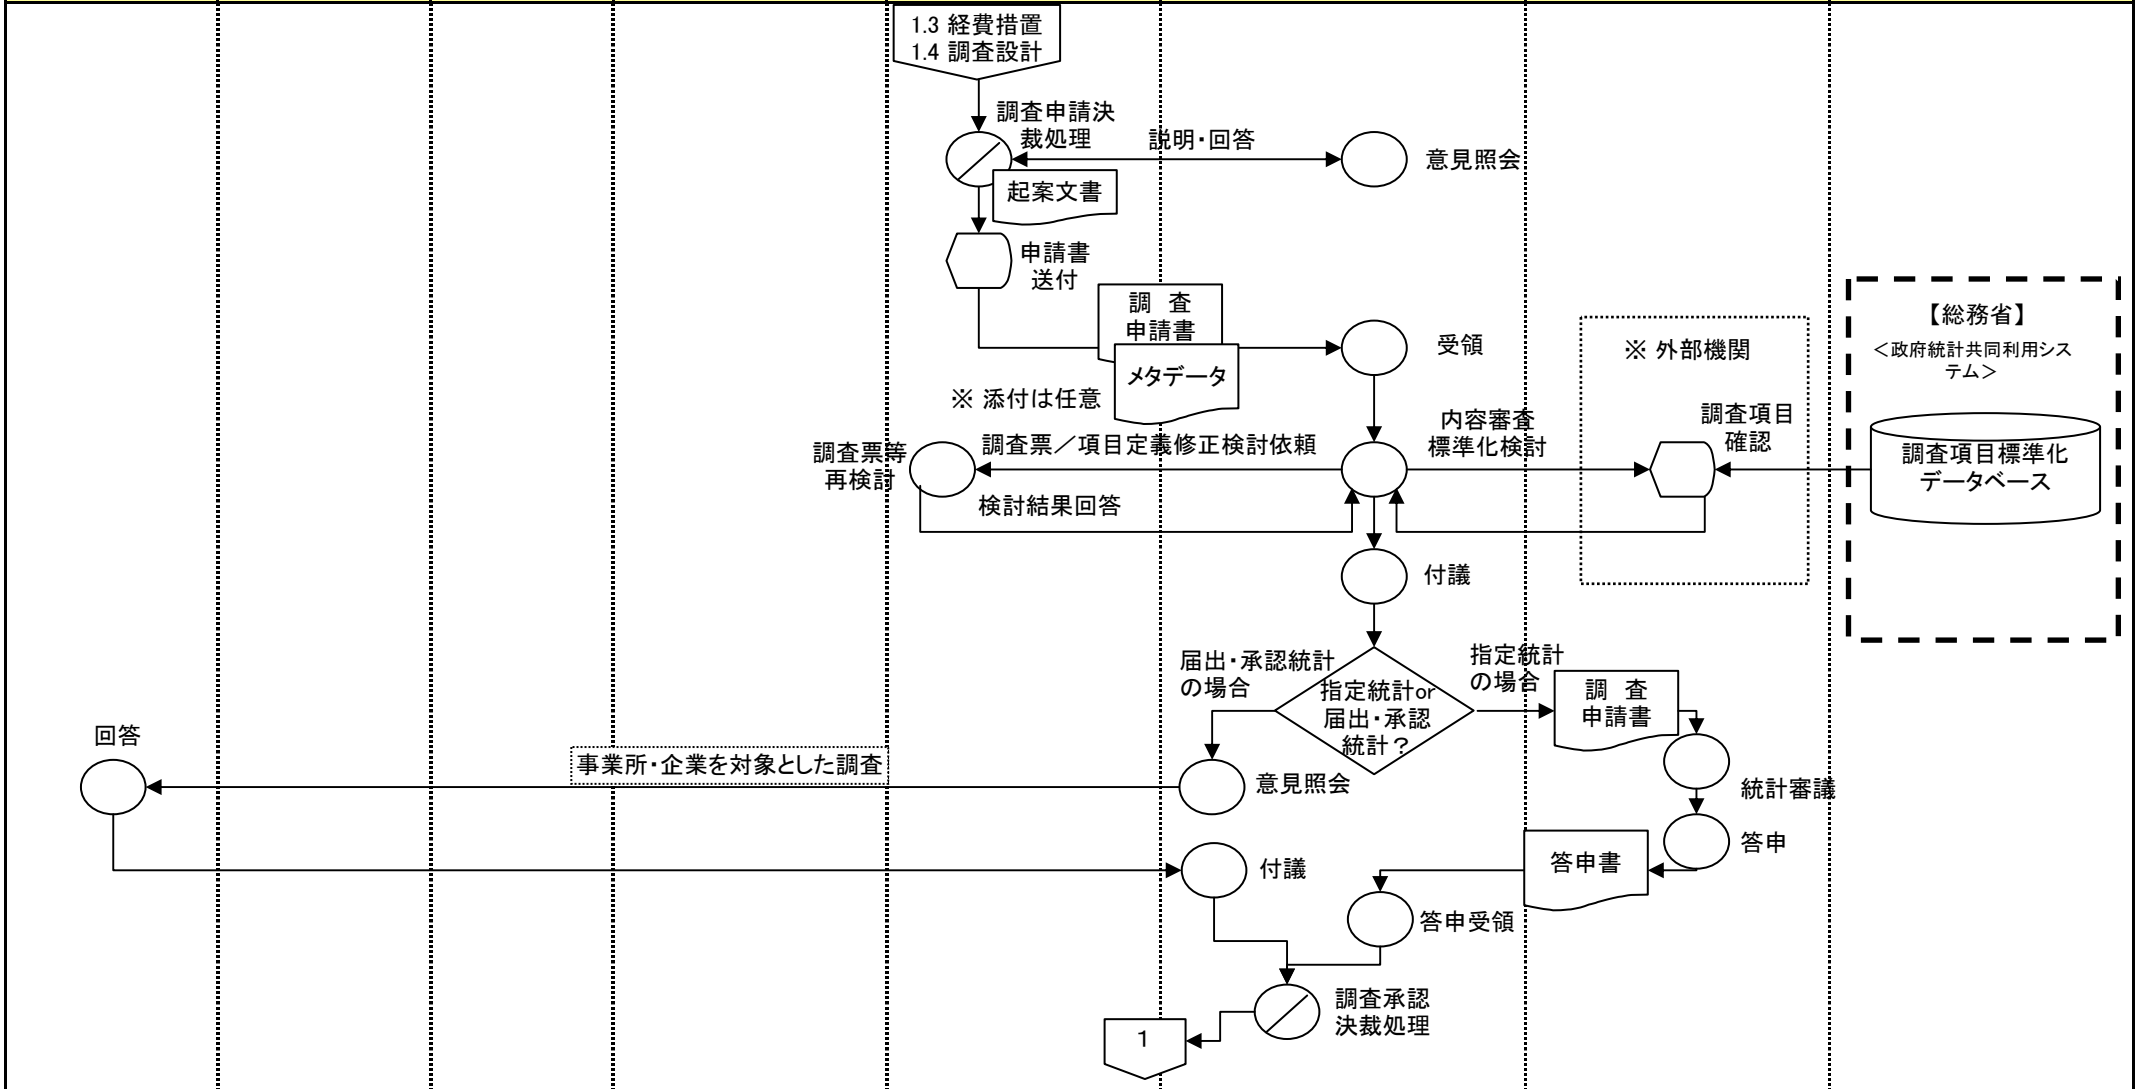 1.3 経費措置
1.4 調査設計
調査申請決
裁処理
説明・回答
意見照会
起案文書
申請書
送付
調　査
申請書
メタデータ
※ 添付は任意
受領
※ 外部機関
【総務省】
＜政府統計共同利用シス
テム＞
調査項目
確認
調査項目標準化
データベース
内容審査
標準化検討
調査票／項目定義修正検討依頼
調査票等
再検討
検討結果回答
付議
届出・承認統計
の場合
指定統計or
届出・承認
統計？
指定統計
の場合
調　査
申請書
回答
事業所・企業を対象とした調査
意見照会
統計審議
答申
答申書
付議
答申受領
調査承認
決裁処理
1